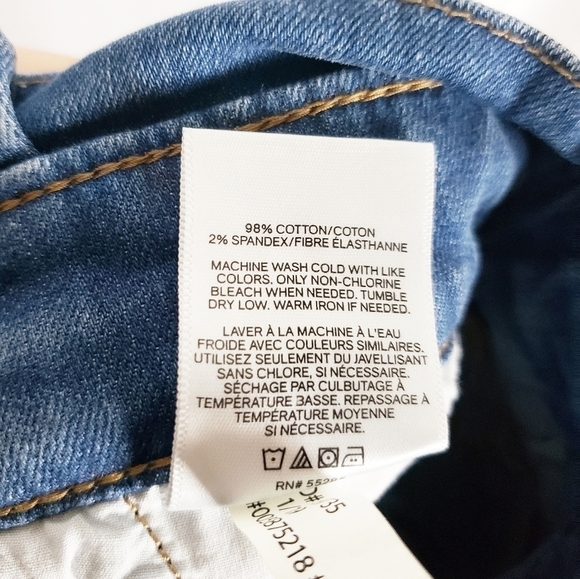 98% COTTON/COTON
2% SPANDEX/FIBRE ÉLASTHANNE
MACHINE WASH COLD WITH LIKE
COLORS. ONLY NON-CHLORINE
BLEACH WHEN NEEDED. TUMBLE
DRY LOW. WARM IRON IF NEEDED.
LAVER À LA MACHINE À L'EAU
FROIDE AVEC COULEURS SIMILAIRES.
UTILISEZ SEULEMENT DU JAVELLISANT
SANS CHLORE, SI NÉCESSAIRE.
SÉCHAGE PAR CULBUTAGE À
TEMPÉRATURE BASSE. REPASSAGE À
TEMPÉRATURE MOYENNE
SI NÉCESSAIRE.
RN#
#00875218